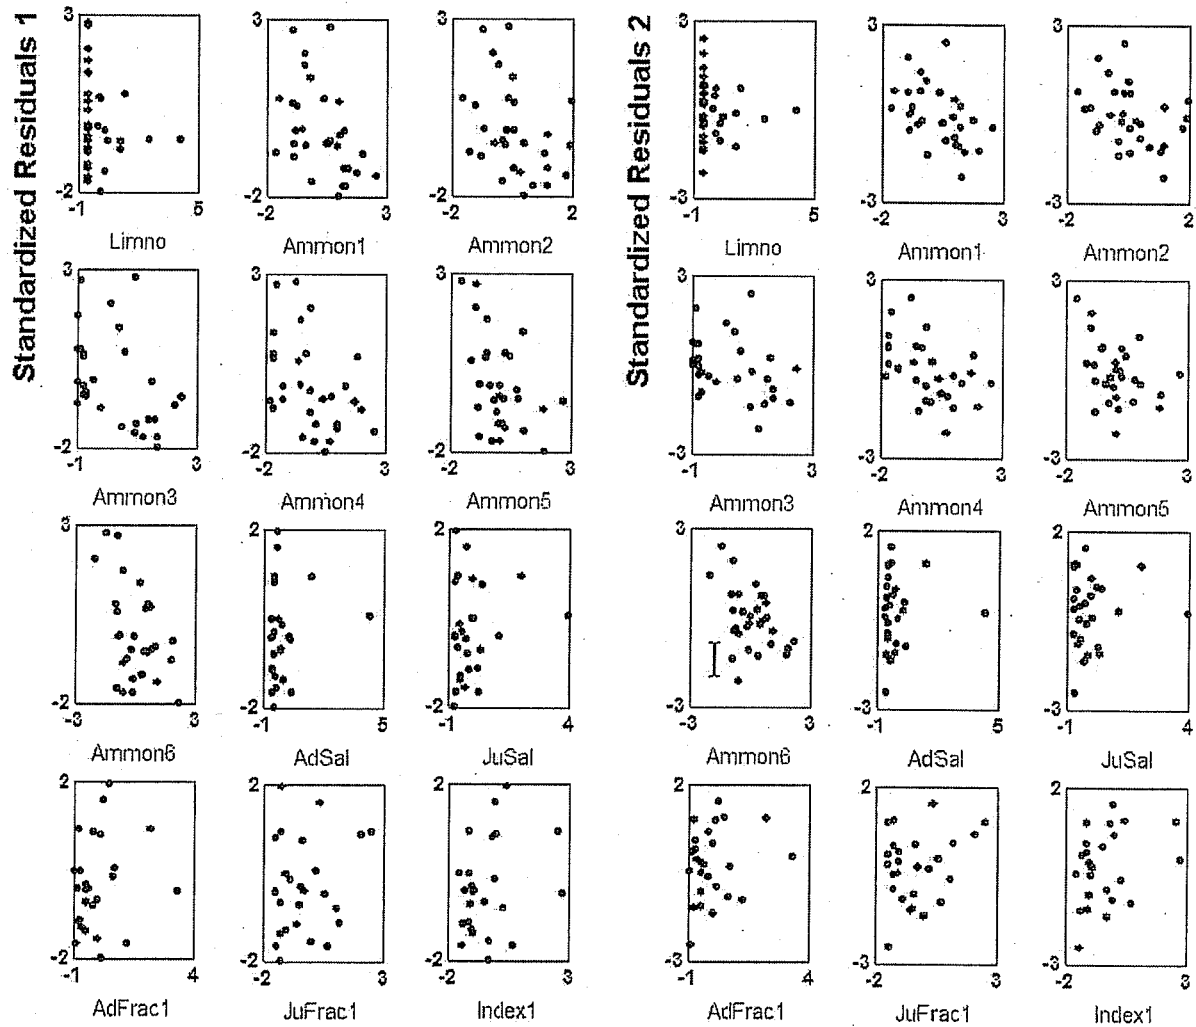 Standardized Residuals 1
3 3 3
-2 -2 -2
-1 5 -2 3 -2 2
Limno Ammon1 Ammon2
3 3 3
-2 -2 -2
-1 3 -2 3 -2 3
Ammon3 Ammon4 Ammon5
3 2 2
-2 -2 -2
-3 3 -1 5 -1 4
Ammon6 AdSal JuSal
2 2 2
-2 -2 -2
-1 4 -2 3 -2 3
AdFrac1 JuFrac1 Index1
Standardized Residuals 2
3 3 3
-3 -3 -3
-1 5 -2 3 -2 2
Limno Ammon1 Ammon2
3 3 3
-3 -3 -3
-1 3 -2 3 -2 3
Ammon3 Ammon4 Ammon5
3 2 2
-3 -3 -3
-3 3 -1 5 -1 4
Ammon6 AdSal JuSal
2 2 2
-3 -3 -3
-1 4 -2 3 -2 3
AdFrac1 JuFrac1 Index1